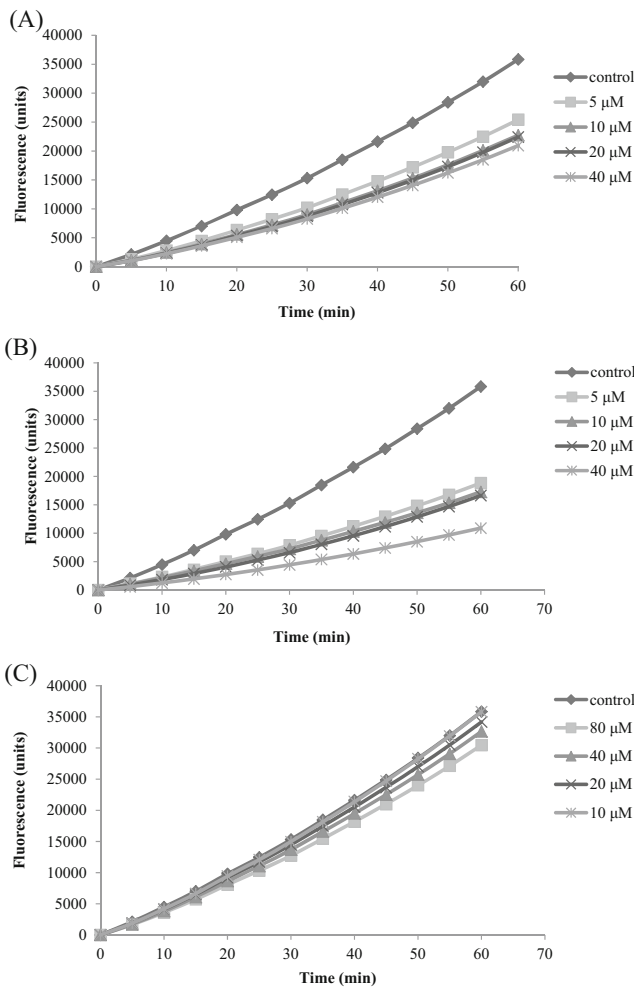 (A)
40000
35000
30000
25000
20000
15000
10000
5000
0
Fluorescence (units)
0 10 20 30 40 50 60
Time (min)
control
5 μM
10 μM
20 μM
40 μM
(B)
40000
35000
30000
25000
20000
15000
10000
5000
0
Fluorescence (units)
0 10 20 30 40 50 60 70
Time (min)
control
5 μM
10 μM
20 μM
40 μM
(C)
40000
35000
30000
25000
20000
15000
10000
5000
0
Fluorescence (units)
0 10 20 30 40 50 60 70
Time (min)
control
80 μM
40 μM
20 μM
10 μM